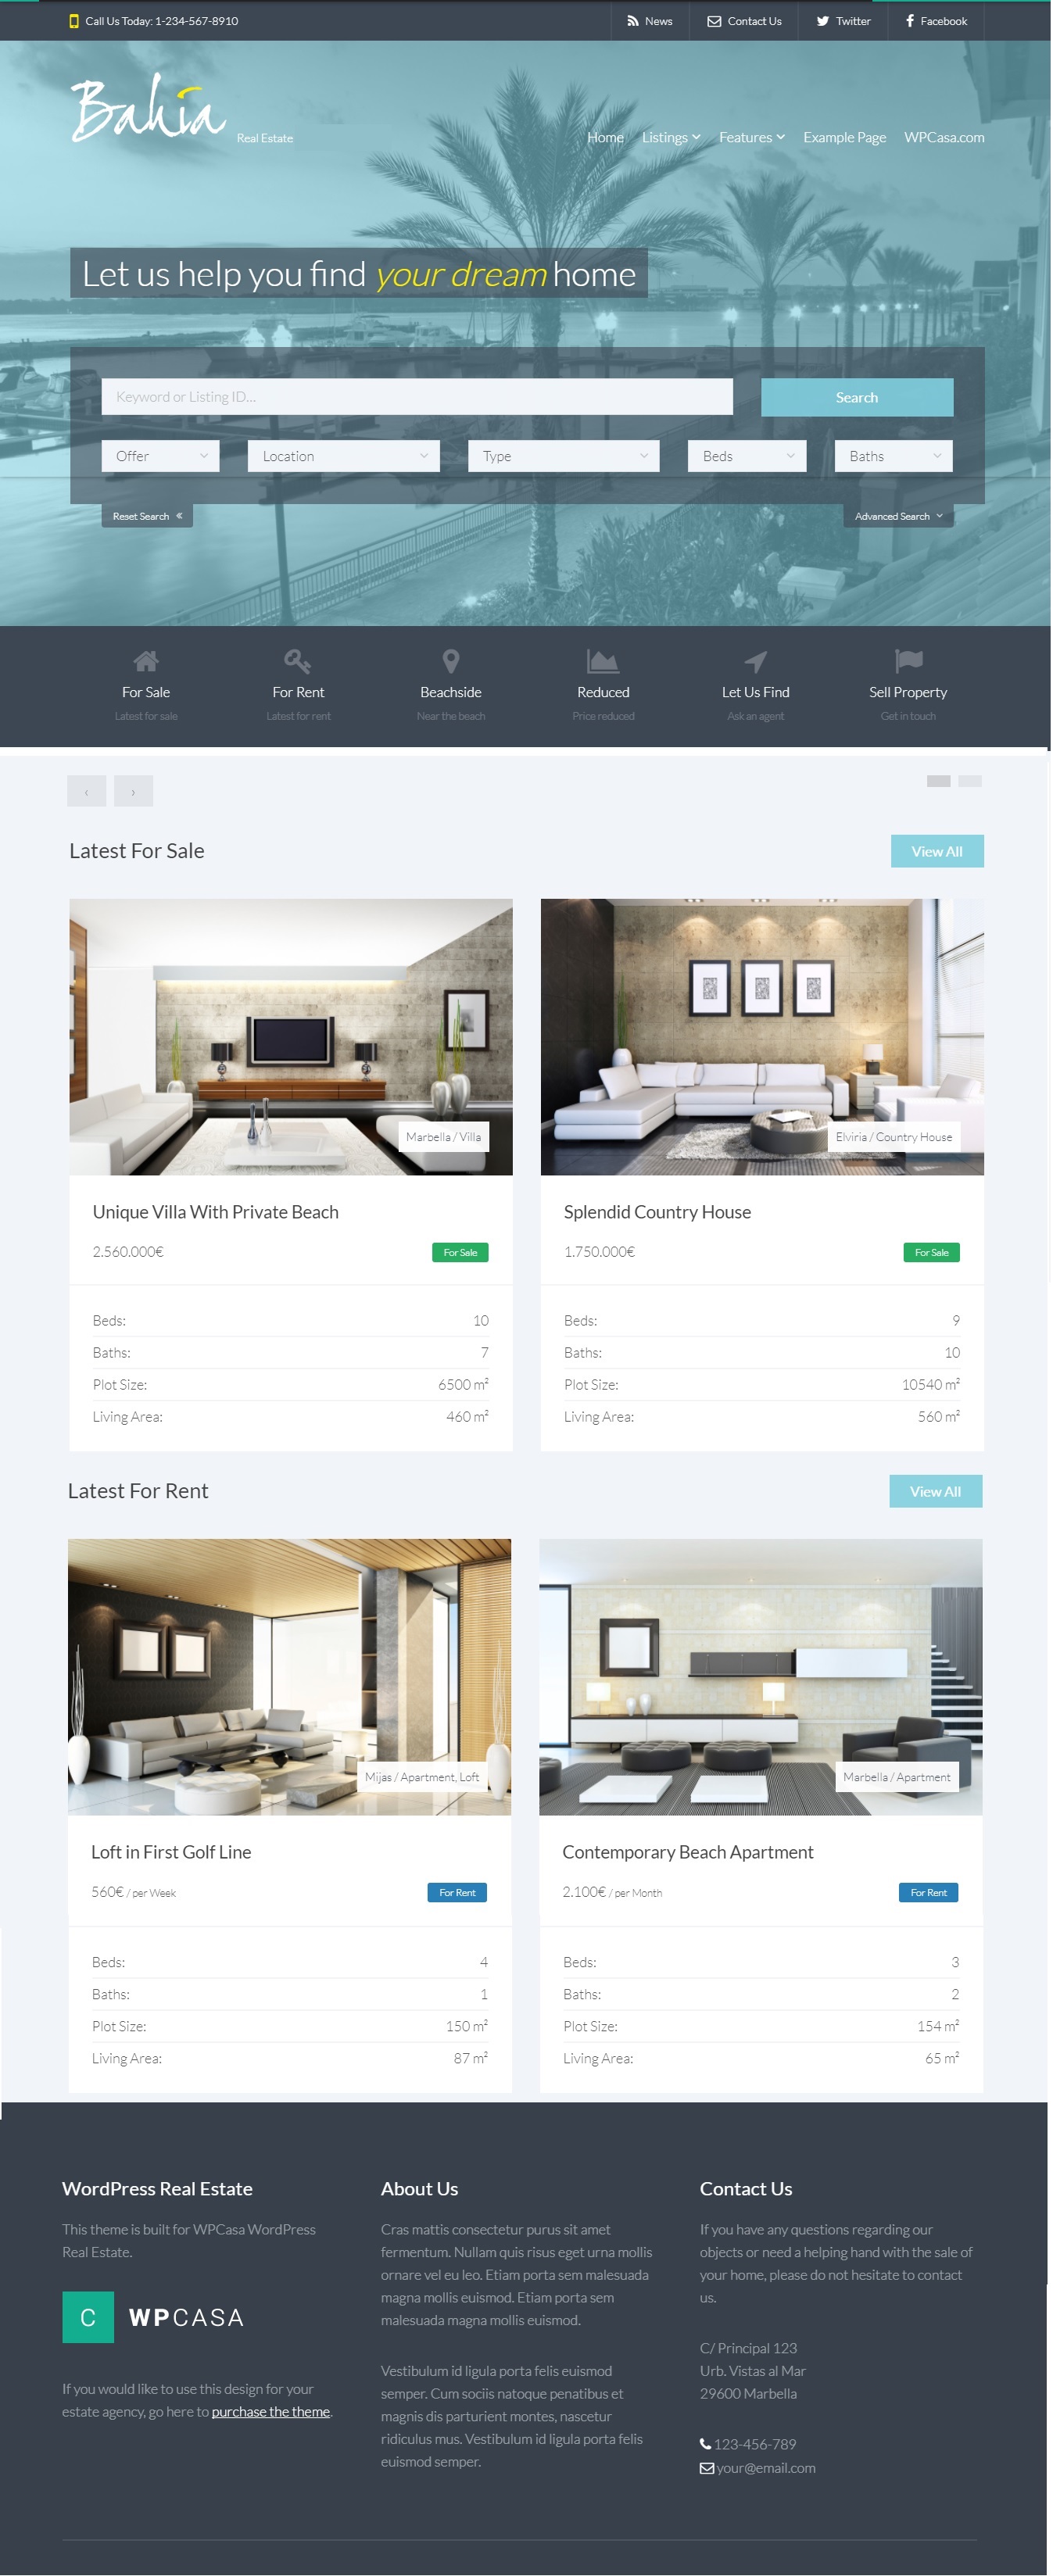 Call Us Today: 1-234-567-8910
News
Contact Us
Twitter
Facebook
Bahia
Real Estate
Home
Listings
Features
Example Page
WPCasa.com
Let us help you find your dream home
Keyword or Listing ID...
Search
Offer
Location
Type
Beds
Baths
Reset Search «
Advanced Search
For Sale
Latest for sale
For Rent
Latest for rent
Beachside
Near the beach
Reduced
Price reduced
Let Us Find
Ask an agent
Sell Property
Get in touch
‹ ›
Latest For Sale
View All
Marbella / Villa
Unique Villa With Private Beach
2.560.000€
For Sale
Beds: 10
Baths: 7
Plot Size: 6500 m²
Living Area: 460 m²
Elviria / Country House
Splendid Country House
1.750.000€
For Sale
Beds: 9
Baths: 10
Plot Size: 10540 m²
Living Area: 560 m²
Latest For Rent
View All
Mijas / Apartment, Loft
Loft in First Golf Line
560€ / per Week
For Rent
Beds: 4
Baths: 1
Plot Size: 150 m²
Living Area: 87 m²
Marbella / Apartment
Contemporary Beach Apartment
2.100€ / per Month
For Rent
Beds: 3
Baths: 2
Plot Size: 154 m²
Living Area: 65 m²
WordPress Real Estate
This theme is built for WPCasa WordPress
Real Estate.
C WPCASA
If you would like to use this design for your
estate agency, go here to purchase the theme.
About Us
Cras mattis consectetur purus sit amet
fermentum. Nullam quis risus eget urna mollis
ornare vel eu leo. Etiam porta sem malesuada
magna mollis euismod. Etiam porta sem
malesuada magna mollis euismod.
Vestibulum id ligula porta felis euismod
semper. Cum sociis natoque penatibus et
magnis dis parturient montes, nascetur
ridiculus mus. Vestibulum id ligula porta felis
euismod semper.
Contact Us
If you have any questions regarding our
objects or need a helping hand with the sale of
your home, please do not hesitate to contact
us.
C/ Principal 123
Urb. Vistas al Mar
29600 Marbella
123-456-789
your@email.com